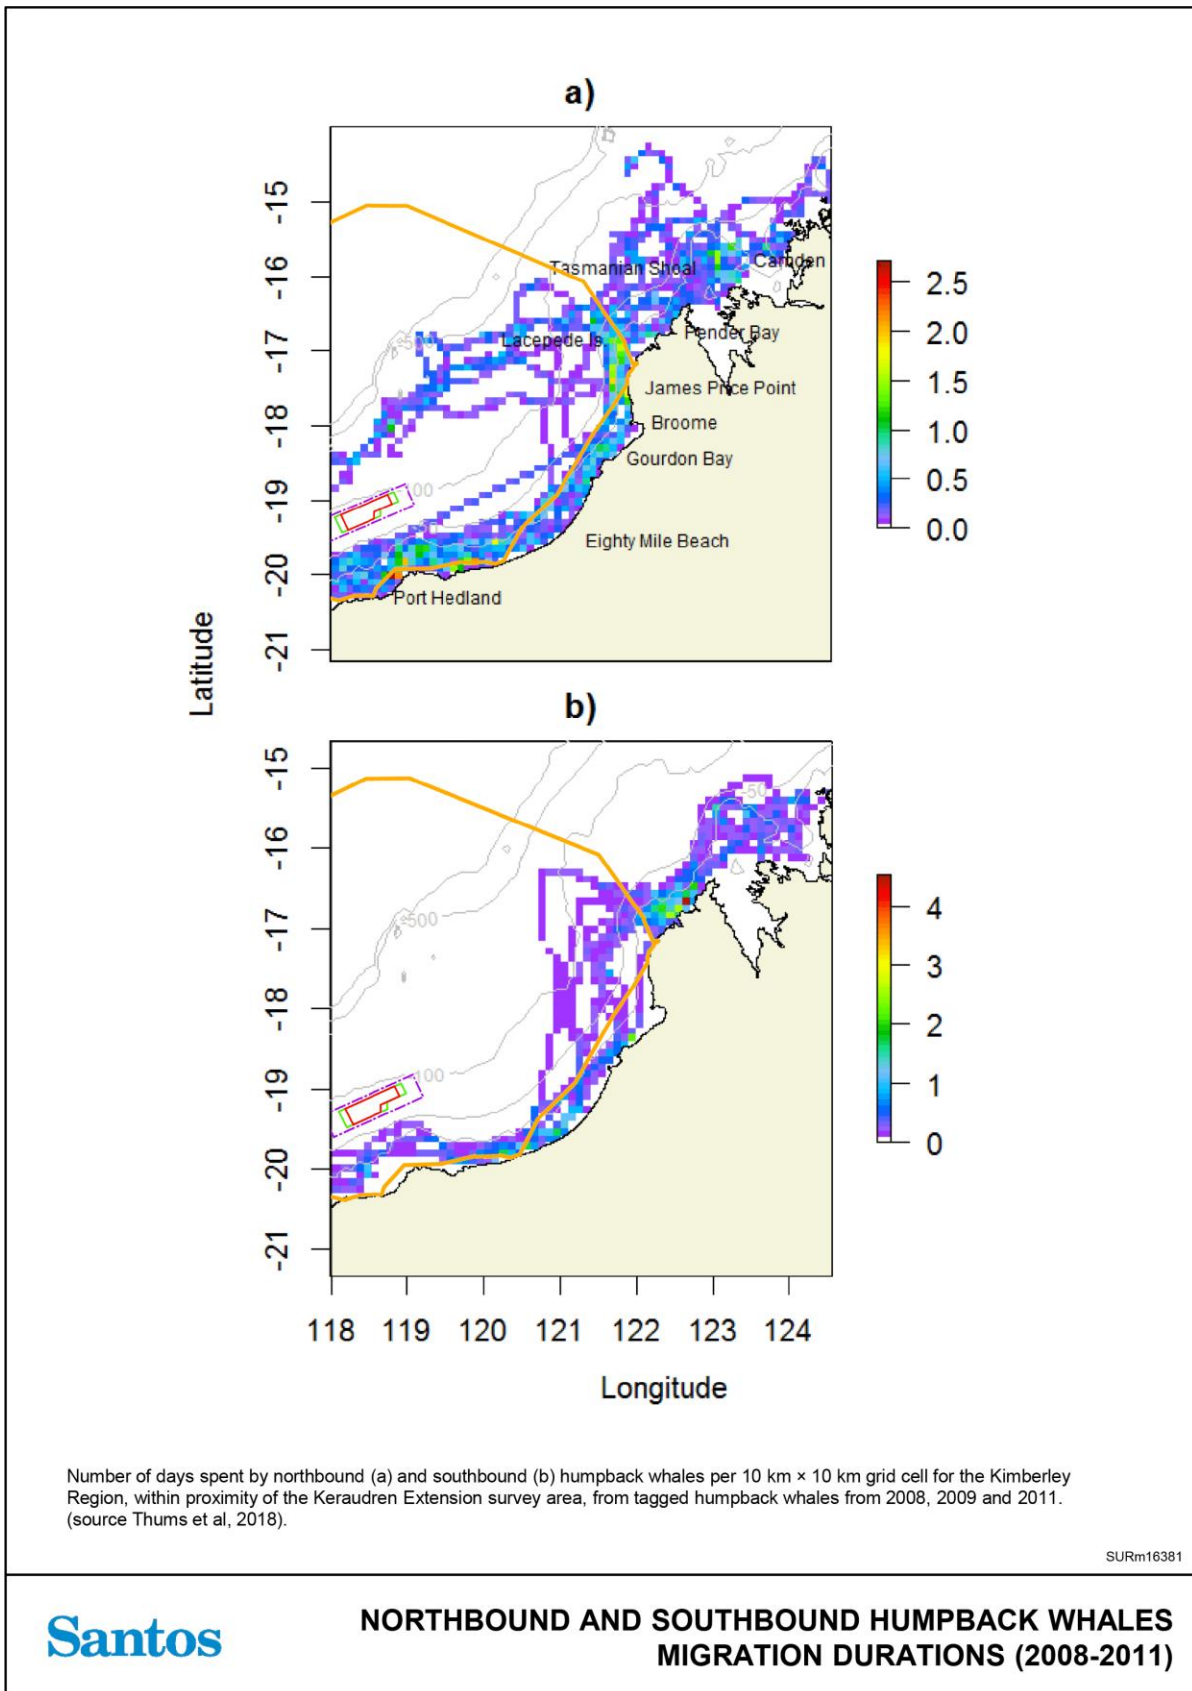 a)
-15
-16
-17
-18
-19
-20
-21
Tasmanian Shoal
Camden
Lacepede Is
Pender Bay
James Price Point
Broome
Gourdon Bay
Eighty Mile Beach
Port Hedland
-500
-100
2.5
2.0
1.5
1.0
0.5
0.0
Latitude
b)
-15
-16
-17
-18
-19
-20
-21
-50
-500
-100
4
3
2
1
0
118 119 120 121 122 123 124
Longitude
Number of days spent by northbound (a) and southbound (b) humpback whales per 10 km × 10 km grid cell for the Kimberley
Region, within proximity of the Keraudren Extension survey area, from tagged humpback whales from 2008, 2009 and 2011.
(source Thums et al, 2018).
SURm16381
Santos
NORTHBOUND AND SOUTHBOUND HUMPBACK WHALES
MIGRATION DURATIONS (2008-2011)